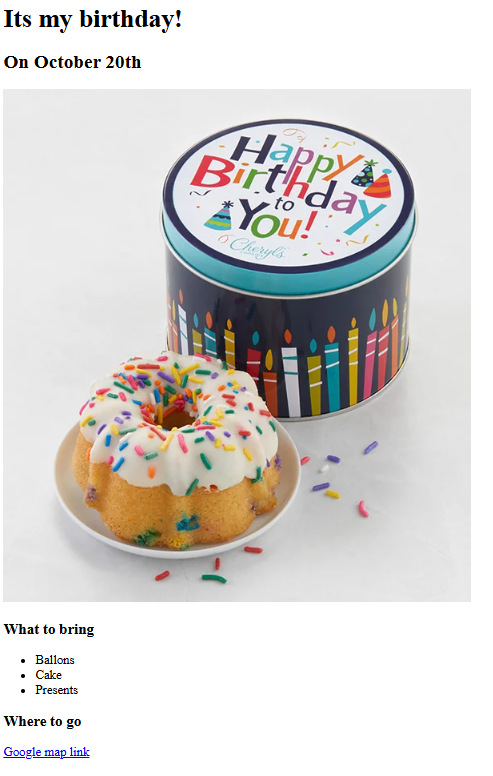 Its my birthday!
On October 20th
Happy
Birthday
to
You!
Cheryl's
What to bring
Ballons
Cake
Presents
Where to go
Google map link